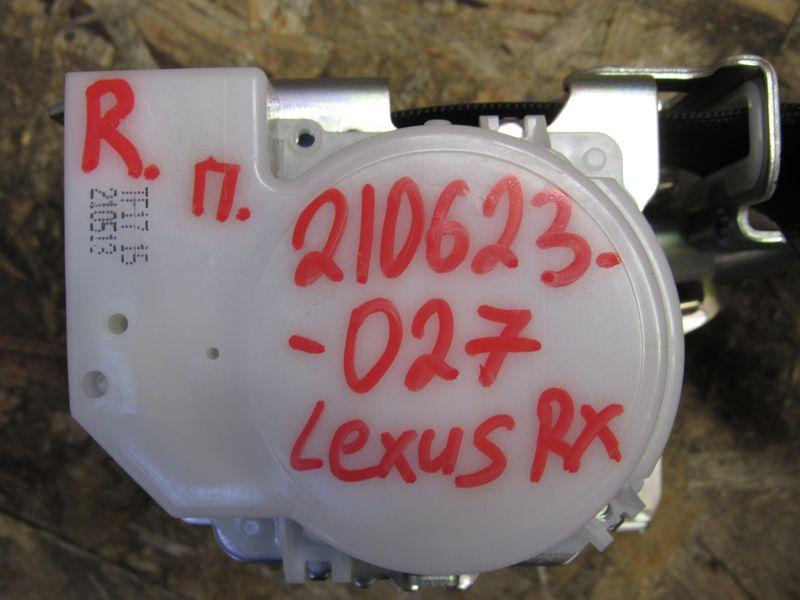 R. п.
210623-
-027
Lexus RX